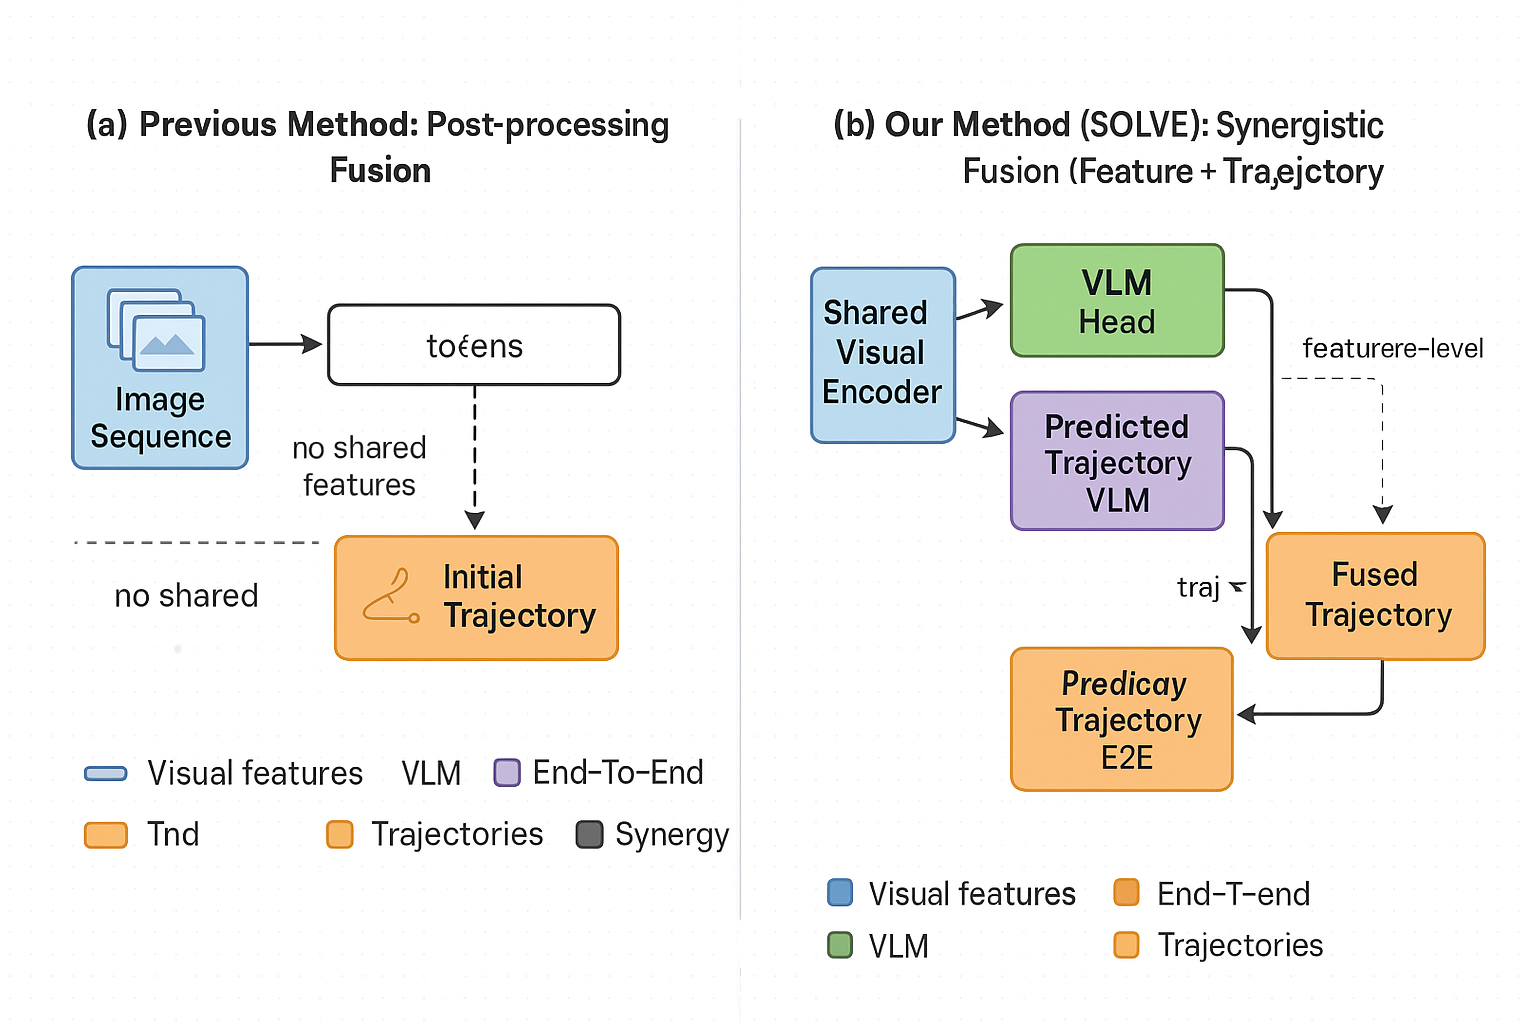 (a) Previous Method: Post-processing
Fusion
Image
Sequence
no shared
features
no shared
Initial
Trajectory
Visual features
VLM
End-To-End
Tnd
Trajectories
Synergy
(b) Our Method (SOLVE): Synergistic
Fusion (Feature + Tra,ejctory
Shared
Visual
Encoder
VLM
Head
Predicted
Trajectory
VLM
featurere-level
traj
Fused
Trajectory
Predicay
Trajectory
E2E
Visual features
End-T-end
VLM
Trajectories